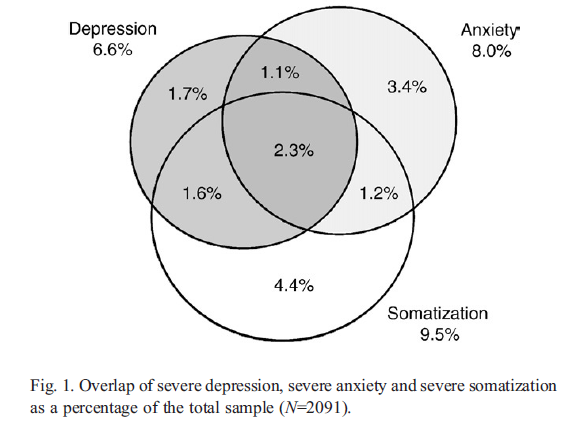 Depression
6.6%
Anxiety
8.0%
1.1%
1.7%
3.4%
2.3%
1.6%
1.2%
4.4%
Somatization
9.5%
Fig. 1. Overlap of severe depression, severe anxiety and severe somatization
as a percentage of the total sample (N=2091).